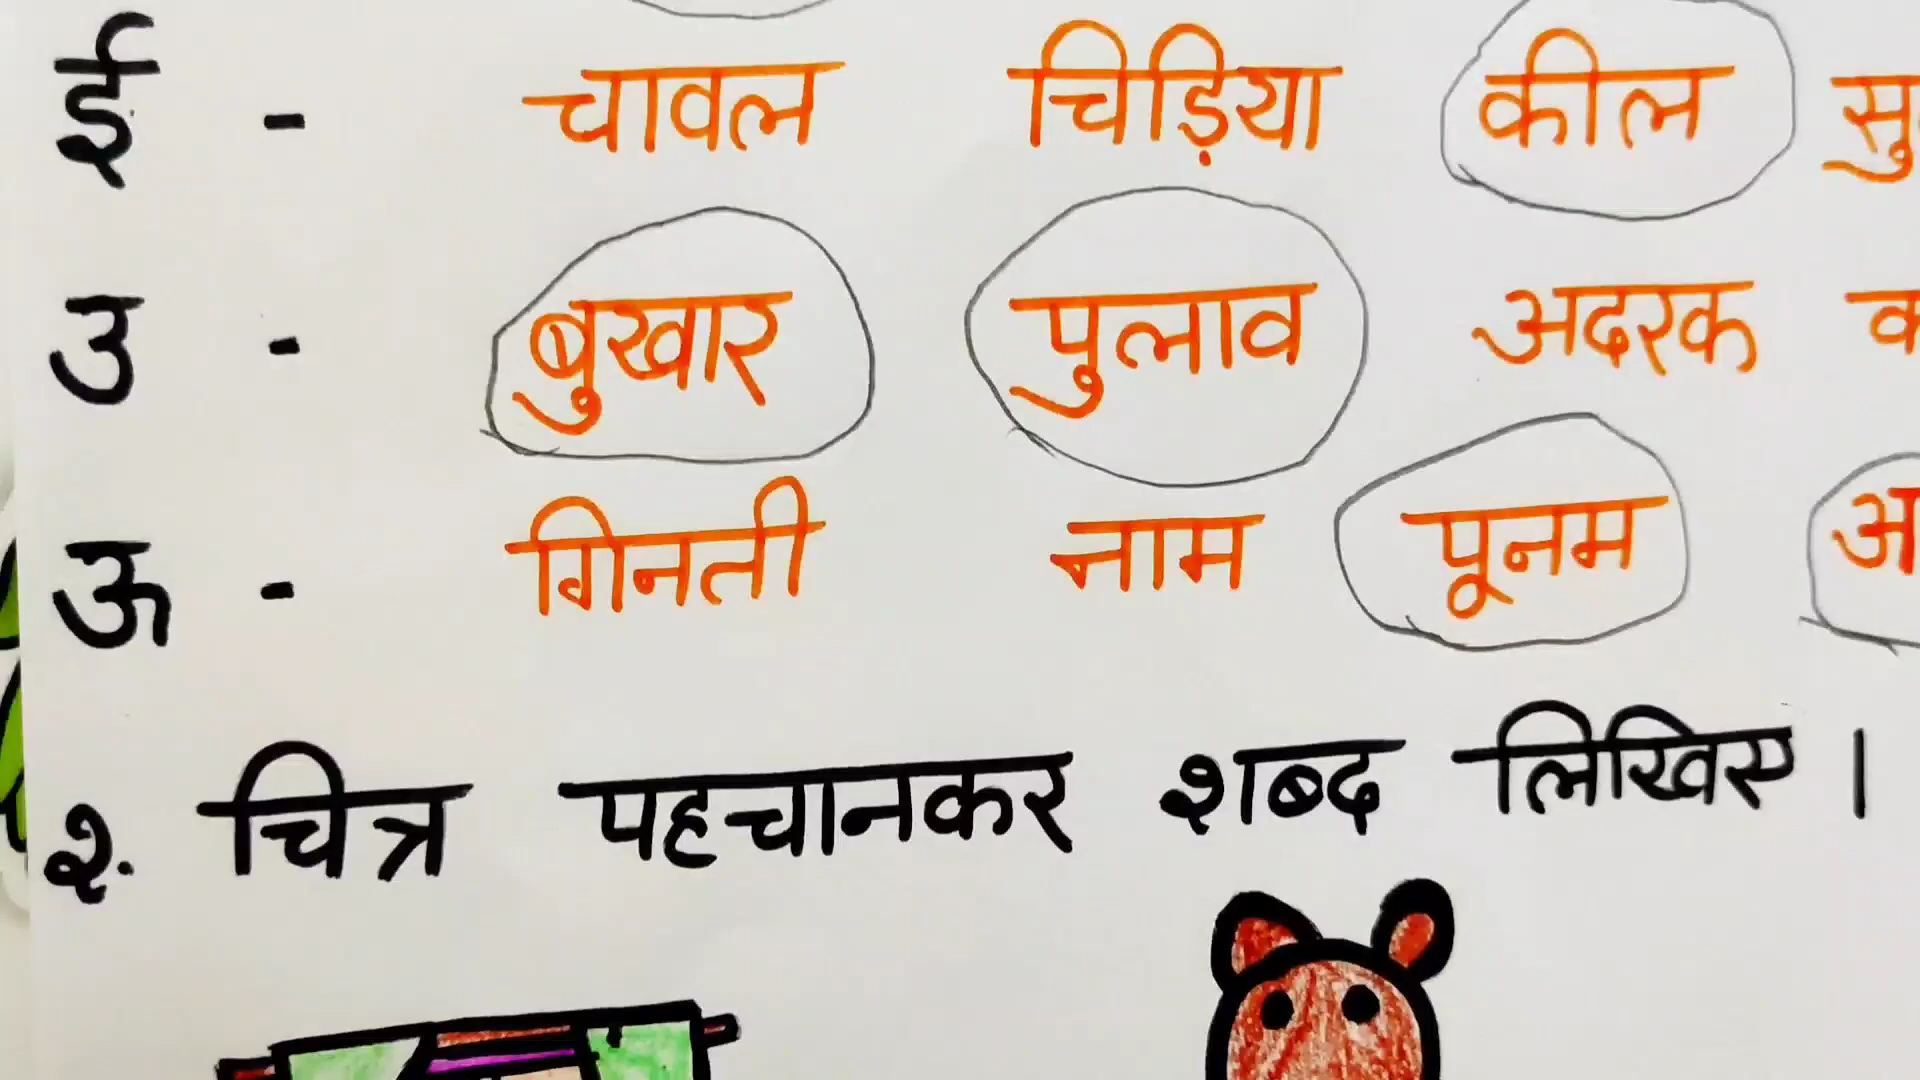 ई - चावल चिड़िया कील
उ - बुखार पुलाव अदरक
ऊ - गिनती नाम पूनम
२. चित्र पहचानकर शब्द लिखिए ।